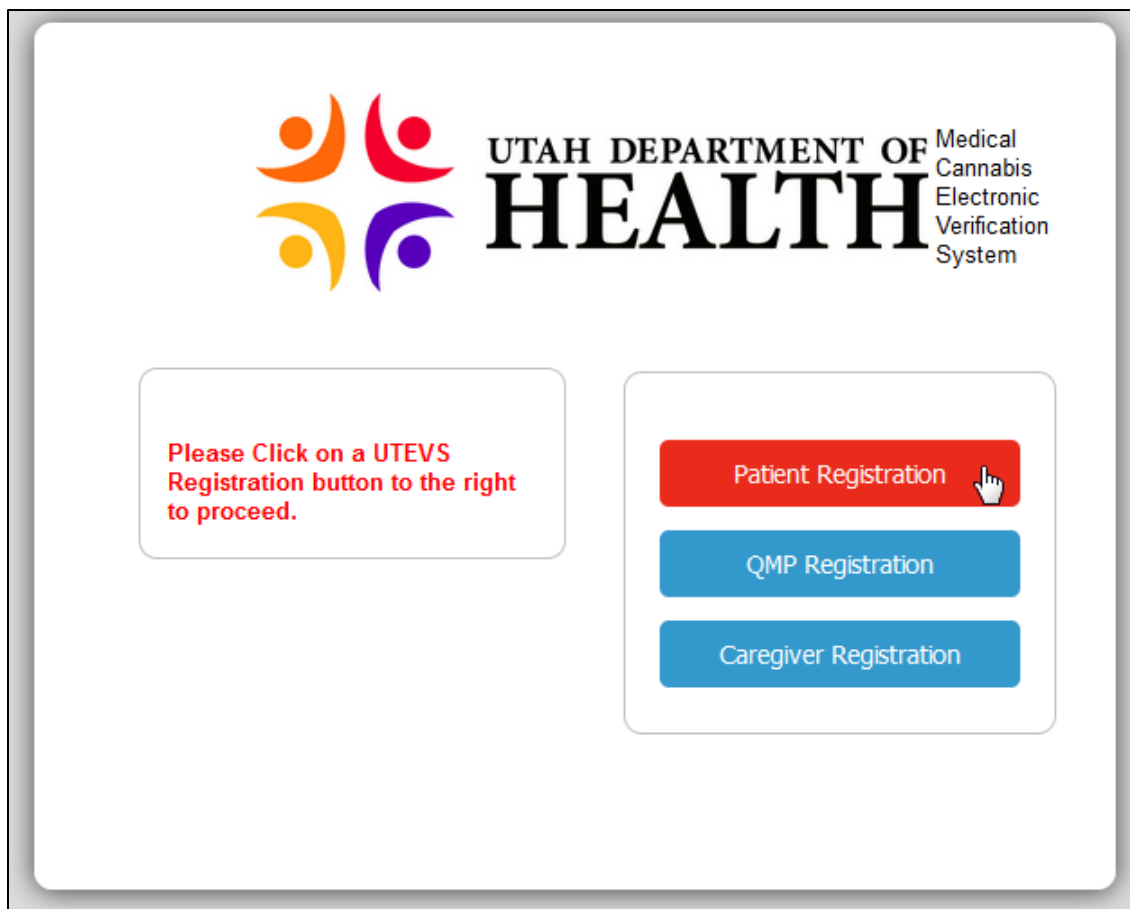 UTAH DEPARTMENT OF
HEALTH
Medical
Cannabis
Electronic
Verification
System
Please Click on a UTEVS
Registration button to the right
to proceed.
Patient Registration
QMP Registration
Caregiver Registration